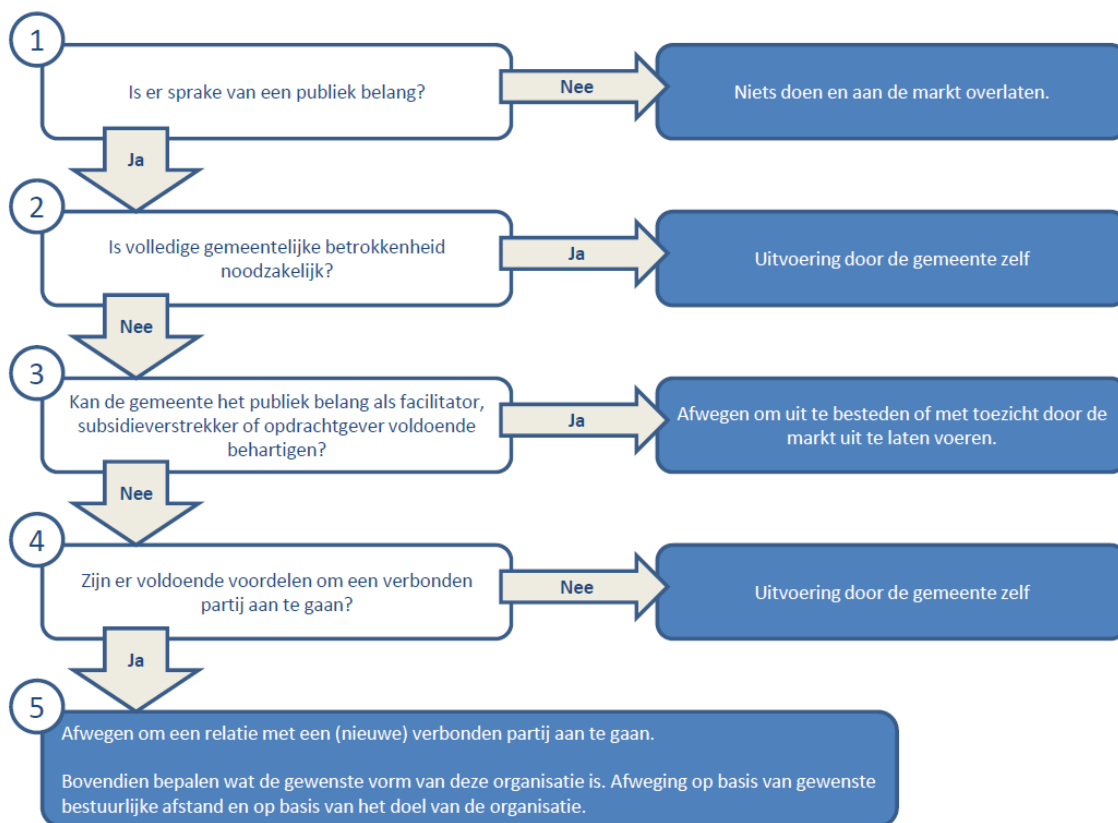 1
Is er sprake van een publiek belang?
Nee
Niets doen en aan de markt overlaten.
Ja
2
Is volledige gemeentelijke betrokkenheid
noodzakelijk?
Ja
Uitvoering door de gemeente zelf
Nee
3
Kan de gemeente het publiek belang als facilitator,
subsidieverstrekker of opdrachtgever voldoende
behartigen?
Ja
Afwegen om uit te besteden of met toezicht door de
markt uit te laten voeren.
Nee
4
Zijn er voldoende voordelen om een verbonden
partij aan te gaan?
Nee
Uitvoering door de gemeente zelf
Ja
5
Afwegen om een relatie met een (nieuwe) verbonden partij aan te gaan.
Bovendien bepalen wat de gewenste vorm van deze organisatie is. Afweging op basis van gewenste
bestuurlijke afstand en op basis van het doel van de organisatie.